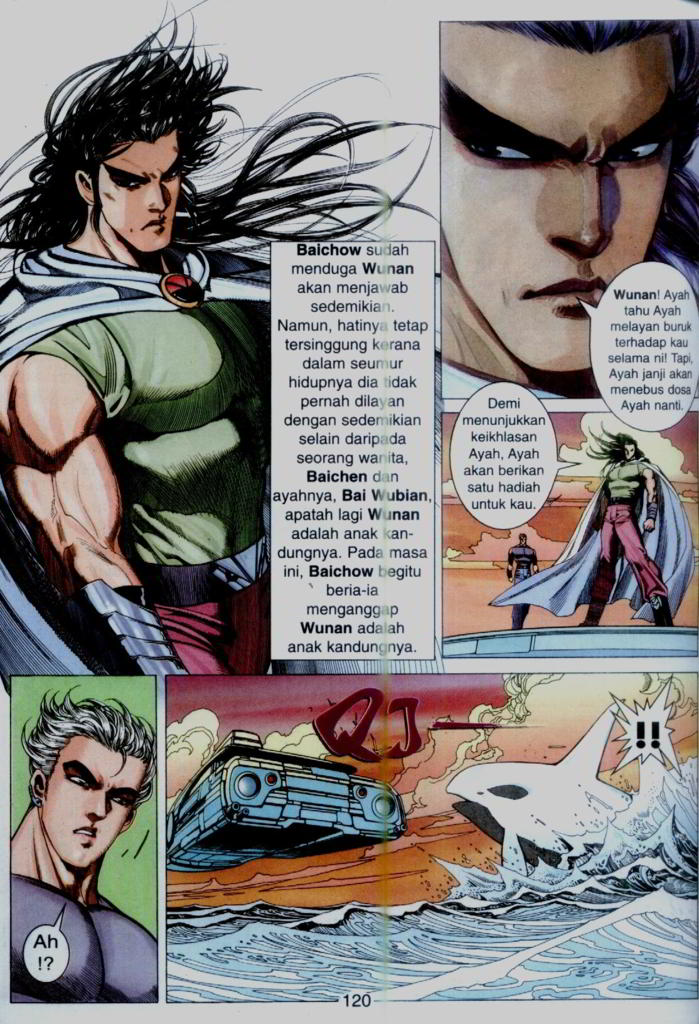 Baichow sudah
menduga Wunan
akan menjawab
sedemikian.
Namun, hatinya tetap
tersinggung kerana
dalam seumur
hidupnya dia tidak
pernah dilayan
dengan sedemikian
selain daripada
seorang wanita,
Baichen dan
ayahnya, Bai Wubian,
apatah lagi Wunan
adalah anak kan-
dungnya. Pada masa
ini, Baichow begitu
beria-ia
menganggap
Wunan adalah
anak kandungnya.
Wunan! Ayah
tahu Ayah
melayan buruk
terhadap kau
selama ni! Tapi,
Ayah janji akan
menebus dosa
Ayah nanti.
Demi
menunjukkan
keikhlasan
Ayah, Ayah
akan berikan
satu hadiah
untuk kau.
Ah
!?
QJ
!!
120